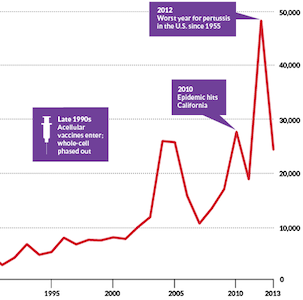 2012
Worst year for pertussis
in the U.S. since 1955
50,000
40,000
2010
Epidemic hits
California
30,000
Late 1990s
Acellular
vaccines enter;
whole-cell
phased out
20,000
10,000
0
1995
2000
2005
2010
2013